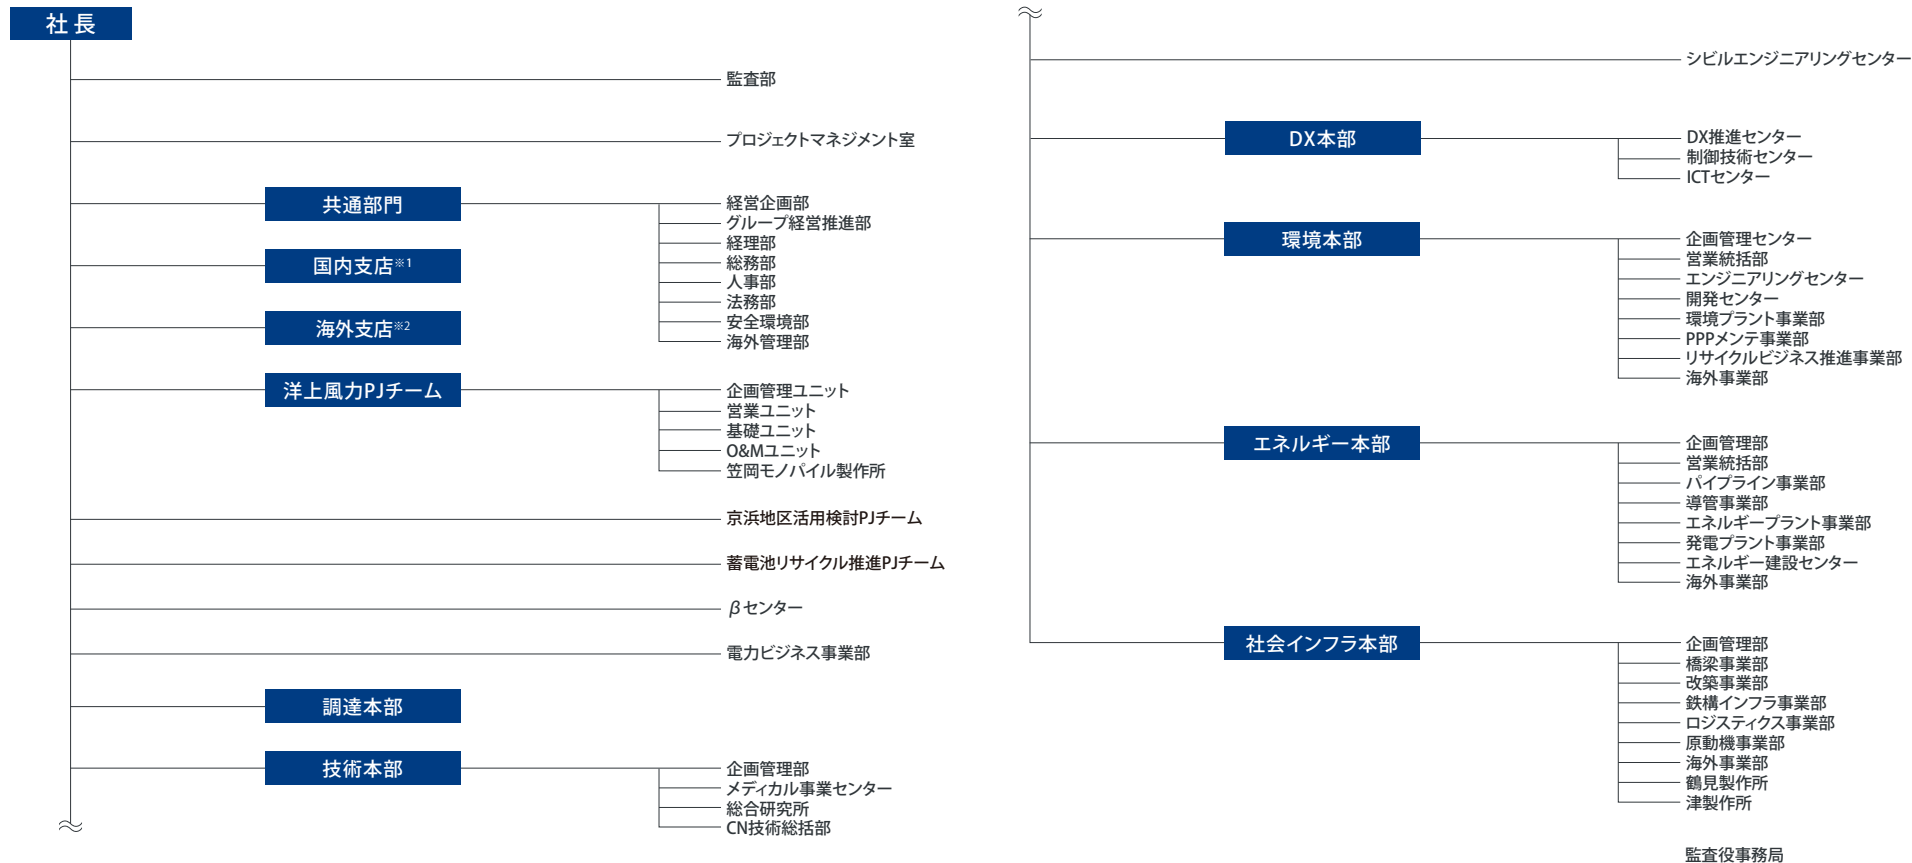 社長
監査部
プロジェクトマネジメント室
共通部門
経営企画部
グループ経営推進部
経理部
総務部
人事部
法務部
安全環境部
海外管理部
国内支店※1
海外支店※2
洋上風力PJチーム
企画管理ユニット
営業ユニット
基礎ユニット
O&Mユニット
笠岡モノパイル製作所
京浜地区活用検討PJチーム
蓄電池リサイクル推進PJチーム
βセンター
電力ビジネス事業部
調達本部
技術本部
企画管理部
メディカル事業センター
総合研究所
CN技術総括部
シビルエンジニアリングセンター
DX本部
DX推進センター
制御技術センター
ICTセンター
環境本部
企画管理センター
営業統括部
エンジニアリングセンター
開発センター
環境プラント事業部
PPPメンテ事業部
リサイクルビジネス推進事業部
海外事業部
エネルギー本部
企画管理部
営業統括部
パイプライン事業部
導管事業部
エネルギープラント事業部
発電プラント事業部
エネルギー建設センター
海外事業部
社会インフラ本部
企画管理部
橋梁事業部
改築事業部
鉄構インフラ事業部
ロジスティクス事業部
原動機事業部
海外事業部
鶴見製作所
津製作所
監査役事務局